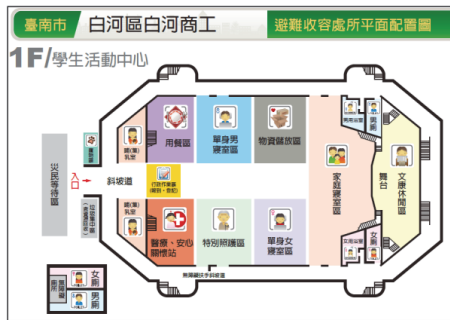 臺南市
白河區白河商工
避難收容處所平面配置圖
1F/學生活動中心
用餐區
單身男
寢室區
物資儲放區
男廁
災民等待區
入口
斜坡道
行政作業區
家庭寢室區
舞台
文康休閒區
醫療、安心
關懷站
特別照護區
單身女
寢室區
女廁
無障礙扶手斜坡道
無障礙
廁所
女廁
男廁